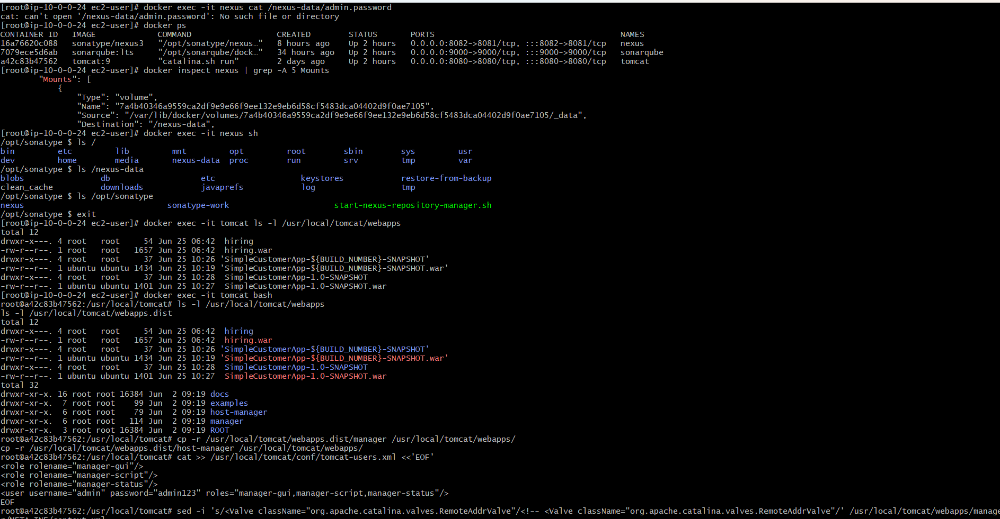 [root@ip-10-0-0-24 ec2-user]# docker exec -it nexus cat /nexus-data/admin.password
cat: can't open '/nexus-data/admin.password': No such file or directory
[root@ip-10-0-0-24 ec2-user]# docker ps
CONTAINER ID   IMAGE             COMMAND                  CREATED        STATUS       PORTS                                       NAMES
16a76620c088   sonatype/nexus3   "/opt/sonatype/nexus…"   8 hours ago    Up 2 hours   0.0.0.0:8082->8081/tcp, :::8082->8081/tcp   nexus
7079ece5d6ab   sonarqube:lts     "/opt/sonarqube/dock…"   34 hours ago   Up 2 hours   0.0.0.0:9000->9000/tcp, :::9000->9000/tcp   sonarqube
a42c83b47562   tomcat:9          "catalina.sh run"        2 days ago     Up 2 hours   0.0.0.0:8080->8080/tcp, :::8080->8080/tcp   tomcat
[root@ip-10-0-0-24 ec2-user]# docker inspect nexus | grep -A 5 Mounts
        "Mounts": [
            {
                "Type": "volume",
                "Name": "7a4b40346a9559ca2df9e9e66f9ee132e9eb6d58cf5483dca04402d9f0ae7105",
                "Source": "/var/lib/docker/volumes/7a4b40346a9559ca2df9e9e66f9ee132e9eb6d58cf5483dca04402d9f0ae7105/_data",
                "Destination": "/nexus-data",
[root@ip-10-0-0-24 ec2-user]# docker exec -it nexus sh
/opt/sonatype $ ls /
bin         etc         lib         mnt         opt         root        sbin        sys         usr
dev         home        media       nexus-data  proc        run         srv         tmp         var
/opt/sonatype $ ls /nexus-data
blobs                db                   etc                  keystores            restore-from-backup
clean_cache          downloads            javaprefs            log                  tmp
/opt/sonatype $ ls /opt/sonatype
nexus                              sonatype-work                      start-nexus-repository-manager.sh
/opt/sonatype $ exit
[root@ip-10-0-0-24 ec2-user]# docker exec -it tomcat ls -l /usr/local/tomcat/webapps
total 12
drwxr-x---. 4 root   root     54 Jun 25 06:42  hiring
-rw-r--r--. 1 root   root   1657 Jun 25 06:42  hiring.war
drwxr-x---. 4 root   root     37 Jun 25 10:26 'SimpleCustomerApp-${BUILD_NUMBER}-SNAPSHOT'
-rw-r--r--. 1 ubuntu ubuntu 1434 Jun 25 10:19 'SimpleCustomerApp-${BUILD_NUMBER}-SNAPSHOT.war'
drwxr-x---. 4 root   root     37 Jun 25 10:28  SimpleCustomerApp-1.0-SNAPSHOT
-rw-r--r--. 1 ubuntu ubuntu 1401 Jun 25 10:27  SimpleCustomerApp-1.0-SNAPSHOT.war
[root@ip-10-0-0-24 ec2-user]# docker exec -it tomcat bash
root@a42c83b47562:/usr/local/tomcat# ls -l /usr/local/tomcat/webapps
ls -l /usr/local/tomcat/webapps.dist
total 12
drwxr-x---. 4 root   root     54 Jun 25 06:42  hiring
-rw-r--r--. 1 root   root   1657 Jun 25 06:42  hiring.war
drwxr-x---. 4 root   root     37 Jun 25 10:26 'SimpleCustomerApp-${BUILD_NUMBER}-SNAPSHOT'
-rw-r--r--. 1 ubuntu ubuntu 1434 Jun 25 10:19 'SimpleCustomerApp-${BUILD_NUMBER}-SNAPSHOT.war'
drwxr-x---. 4 root   root     37 Jun 25 10:28  SimpleCustomerApp-1.0-SNAPSHOT
-rw-r--r--. 1 ubuntu ubuntu 1401 Jun 25 10:27  SimpleCustomerApp-1.0-SNAPSHOT.war
total 32
drwxr-xr-x. 16 root root 16384 Jun  2 09:19 docs
drwxr-xr-x.  7 root root    99 Jun  2 09:19 examples
drwxr-xr-x.  6 root root    79 Jun  2 09:19 host-manager
drwxr-xr-x.  6 root root   114 Jun  2 09:19 manager
drwxr-xr-x.  3 root root 16384 Jun  2 09:19 ROOT
root@a42c83b47562:/usr/local/tomcat# cp -r /usr/local/tomcat/webapps.dist/manager /usr/local/tomcat/webapps/
cp -r /usr/local/tomcat/webapps.dist/host-manager /usr/local/tomcat/webapps/
root@a42c83b47562:/usr/local/tomcat# cat >> /usr/local/tomcat/conf/tomcat-users.xml <<'EOF'
<role rolename="manager-gui"/>
<role rolename="manager-script"/>
<role rolename="manager-status"/>
<user username="admin" password="admin123" roles="manager-gui,manager-script,manager-status"/>
EOF
root@a42c83b47562:/usr/local/tomcat# sed -i 's/<Valve className="org.apache.catalina.valves.RemoteAddrValve"/<!-- <Valve className="org.apache.catalina.valves.RemoteAddrValve"/' /usr/local/tomcat/webapps/manage
r/META-INF/context.xml